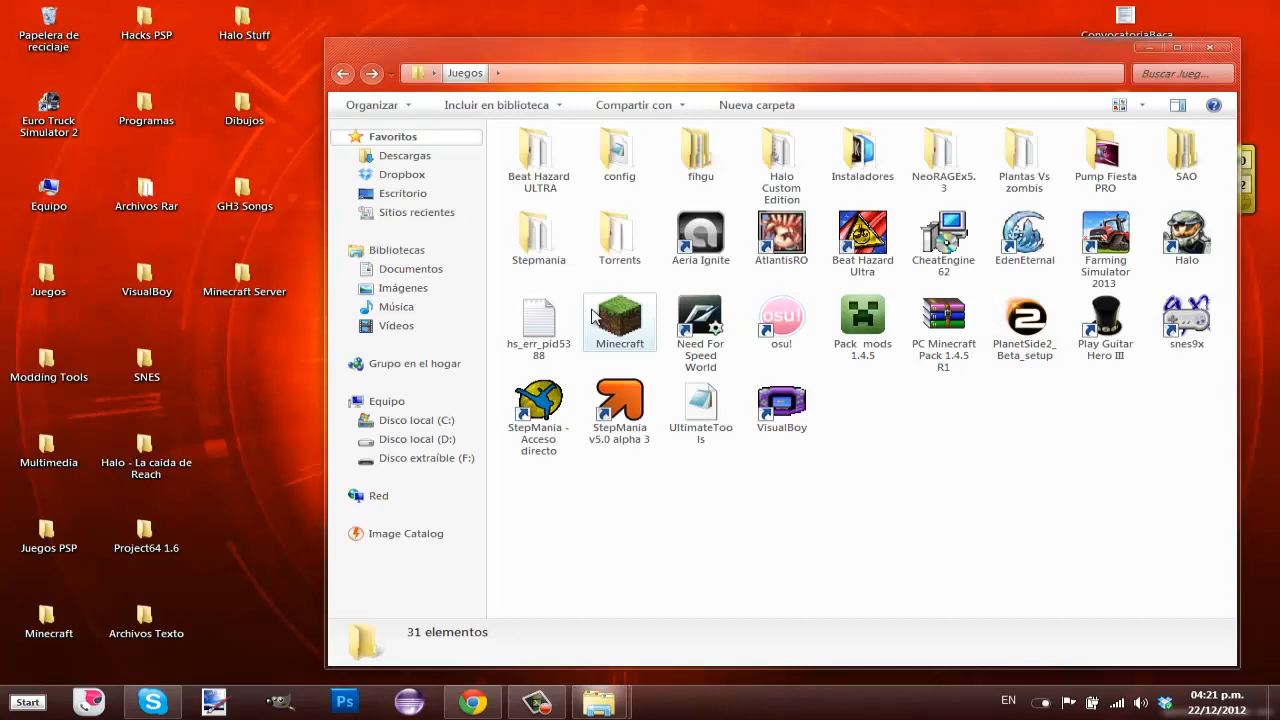 Papelera de
reciclaje
Hacks PSP
Halo Stuff
ConvocatoriaBeca
Euro Truck
Simulator 2
Programas
Dibujos
Equipo
Archivos Rar
GH3 Songs
Juegos
VisualBoy
Minecraft Server
Modding Tools
SNES
Multimedia
Halo - La caída de
Reach
Juegos PSP
Project64 1.6
Minecraft
Archivos Texto
Juegos
Buscar Jueg...
Organizar
Incluir en biblioteca
Compartir con
Nueva carpeta
Favoritos
Descargas
Dropbox
Escritorio
Sitios recientes
Bibliotecas
Documentos
Imágenes
Música
Vídeos
Grupo en el hogar
Equipo
Disco local (C:)
Disco local (D:)
Disco extraíble (F:)
Red
Image Catalog
Beat Hazard
ULTRA
config
fihgu
Halo
Custom
Edition
Instaladores
NeoRAGEx5.
3
Plantas Vs
zombis
Pump Fiesta
PRO
SAO
Stepmania
Torrents
Aeria Ignite
AtlantisRO
Beat Hazard
Ultra
CheatEngine
62
EdenEternal
Farming
Simulator
2013
Halo
hs_err_pid53
88
Minecraft
Need For
Speed
World
osu!
osu!
Pack mods
1.4.5
PC Minecraft
Pack 1.4.5
R1
2
PlanetSide2_
Beta_setup
Play Guitar
Hero III
snes9x
StepMania -
Acceso
directo
StepMania
v5.0 alpha 3
UltimateToo
ls
VisualBoy
31 elementos
Start
Ps
EN
04:21 p.m.
22/12/2012